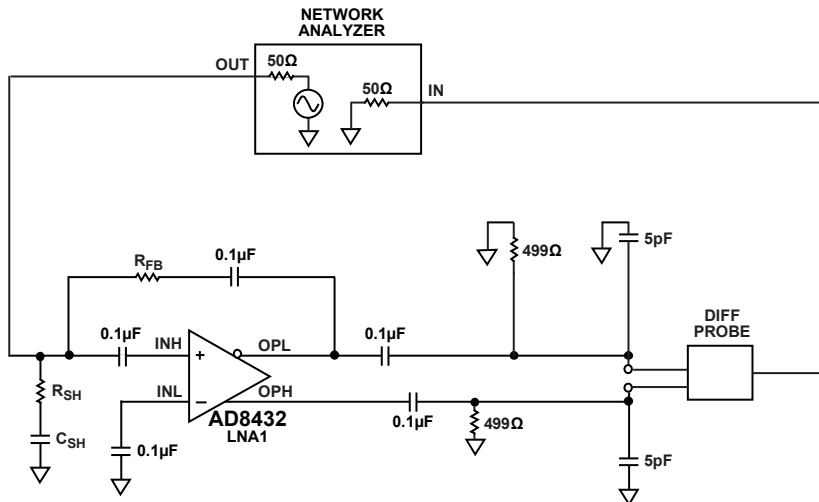 NETWORK
ANALYZER
OUT
50Ω
50Ω
IN
RFB
0.1µF
499Ω
5pF
DIFF
PROBE
0.1µF
INH
+
OPL
0.1µF
RSH
INL
–
OPH
AD8432
LNA1
0.1µF
499Ω
CSH
0.1µF
5pF